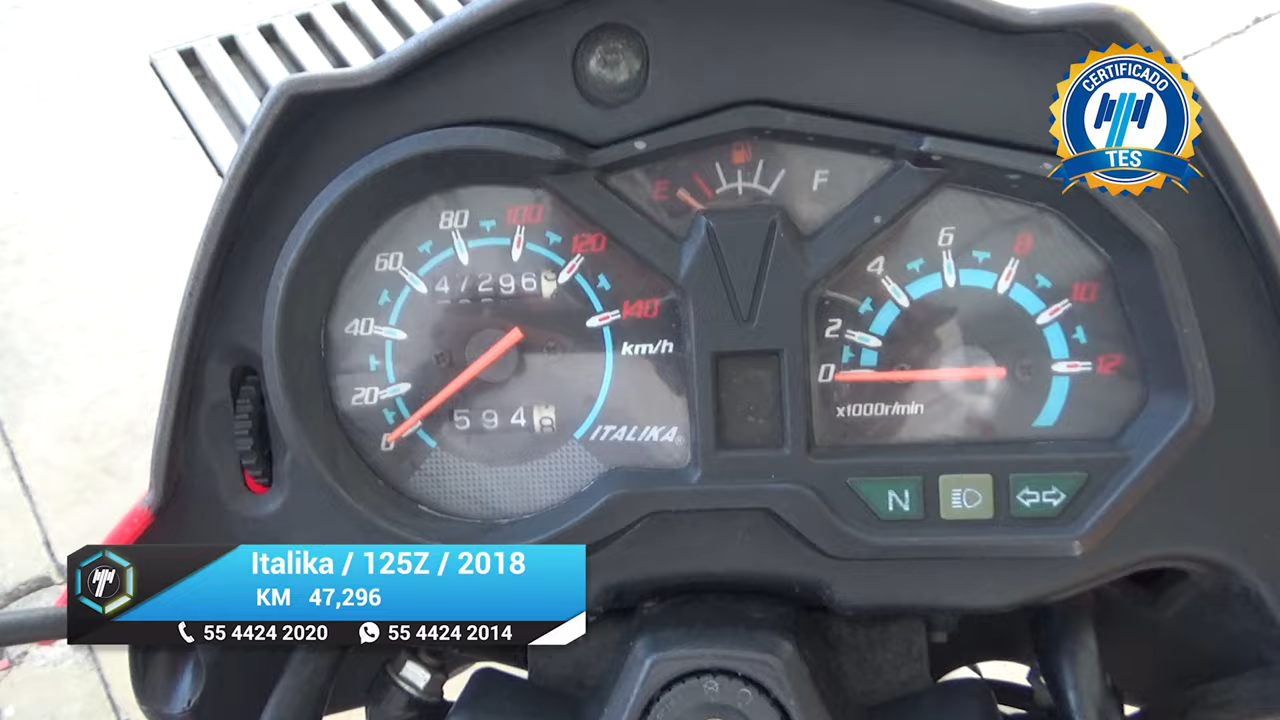 CERTIFICADO
TES
E F
0 20 40 60 80 100 120 140
47296
km/h
594
ITALIKA®
0 2 4 6 8 10 12
x1000r/min
N
Italika / 125Z / 2018
KM 47,296
55 4424 2020 55 4424 2014